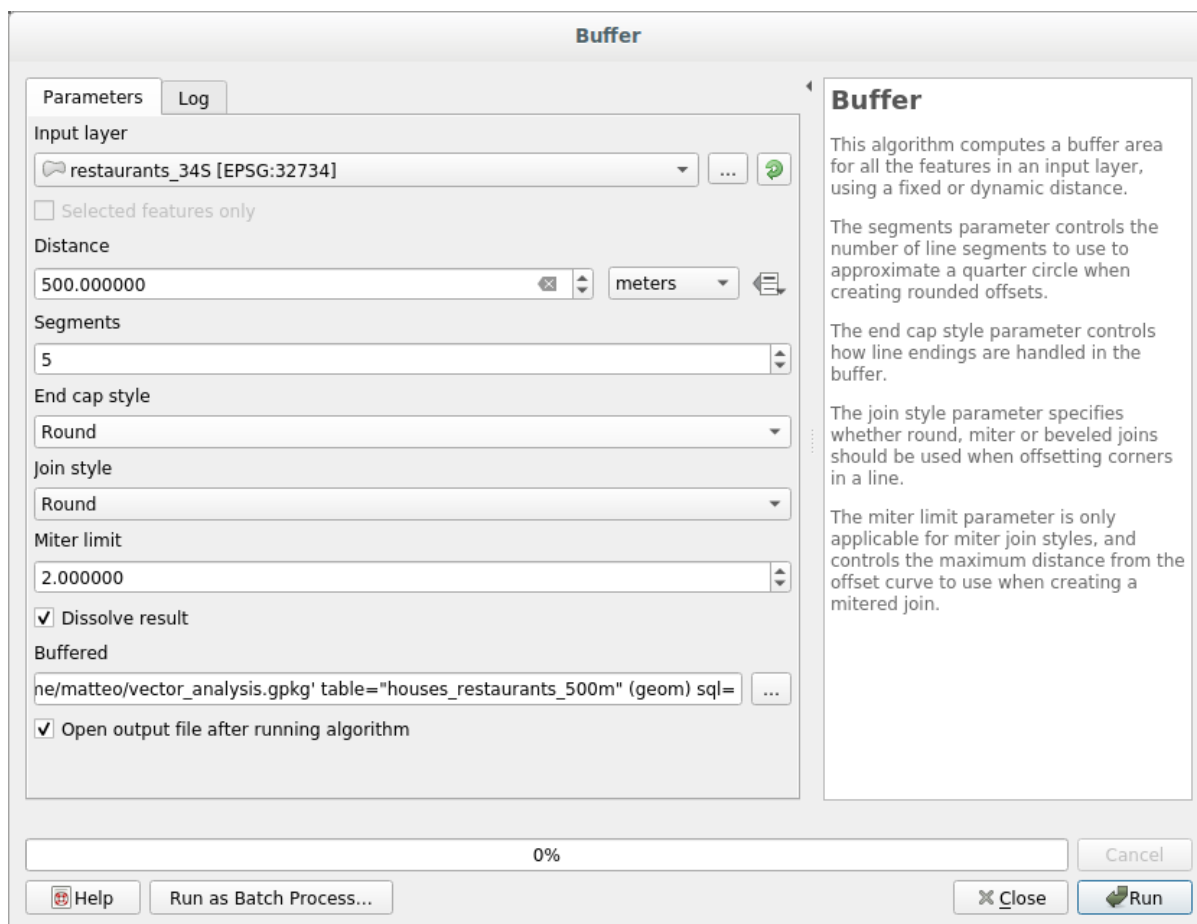 Buffer
Parameters
Log
Input layer
restaurants_34S [EPSG:32734]
...
Selected features only
Distance
500.000000
meters
Segments
5
End cap style
Round
Join style
Round
Miter limit
2.000000
Dissolve result
Buffered
ne/matteo/vector_analysis.gpkg' table="houses_restaurants_500m" (geom) sql=
...
Open output file after running algorithm
Buffer
This algorithm computes a buffer area
for all the features in an input layer,
using a fixed or dynamic distance.
The segments parameter controls the
number of line segments to use to
approximate a quarter circle when
creating rounded offsets.
The end cap style parameter controls
how line endings are handled in the
buffer.
The join style parameter specifies
whether round, miter or beveled joins
should be used when offsetting corners
in a line.
The miter limit parameter is only
applicable for miter join styles, and
controls the maximum distance from the
offset curve to use when creating a
mitered join.
0%
Cancel
Help
Run as Batch Process...
Close
Run